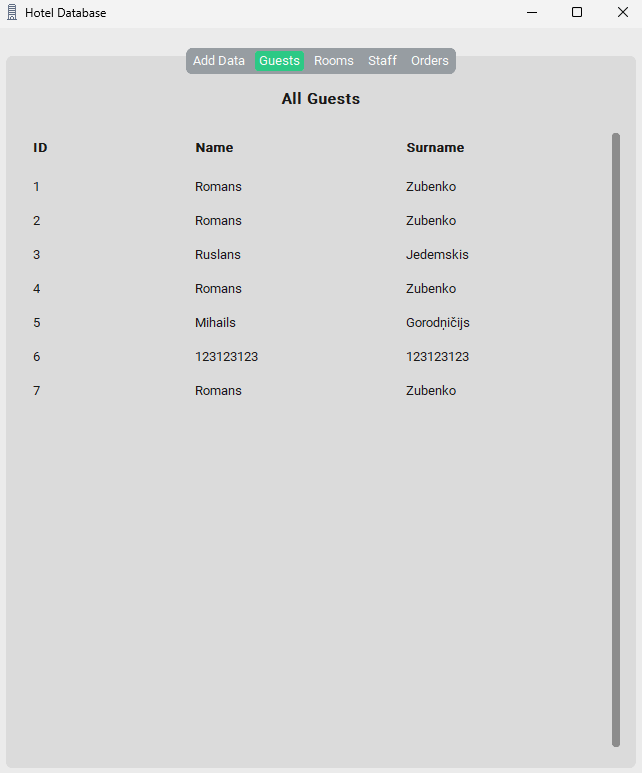 Hotel Database
Add Data Guests Rooms Staff Orders
All Guests
ID Name Surname
1 Romans Zubenko
2 Romans Zubenko
3 Ruslans Jedemskis
4 Romans Zubenko
5 Mihails Gorodņičijs
6 123123123 123123123
7 Romans Zubenko